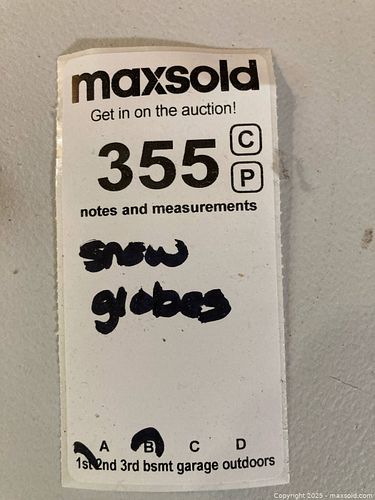 maxsold
Get in on the auction!
355 C
P
notes and measurements
snow
globes
A B C D
1st 2nd 3rd bsmt garage outdoors
Copyright 2025 - maxsold.com